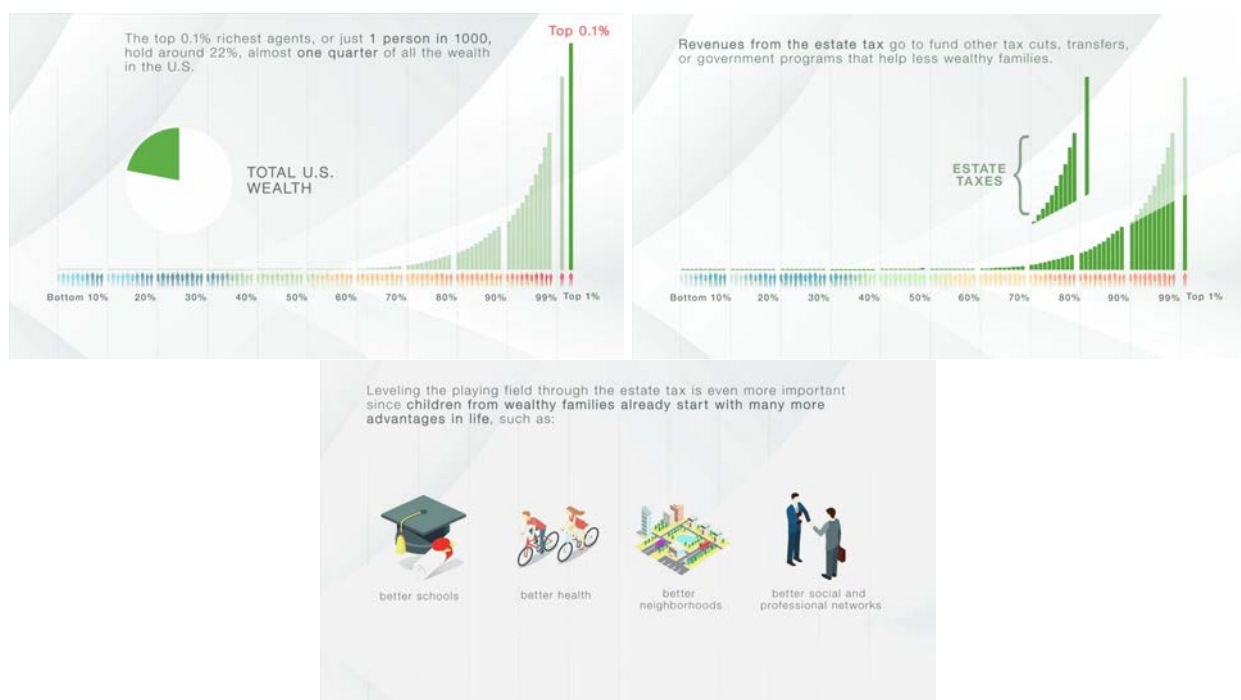 The top 0.1% richest agents, or just 1 person in 1000,
hold around 22%, almost one quarter of all the wealth
in the U.S.
Top 0.1%
TOTAL U.S.
WEALTH
Bottom 10% 20% 30% 40% 50% 60% 70% 80% 90% 99% Top 1%
Revenues from the estate tax go to fund other tax cuts, transfers,
or government programs that help less wealthy families.
ESTATE
TAXES
Bottom 10% 20% 30% 40% 50% 60% 70% 80% 90% 99% Top 1%
Leveling the playing field through the estate tax is even more important
since children from wealthy families already start with many more
advantages in life, such as:
better schools
better health
better
neighborhoods
better social and
professional networks